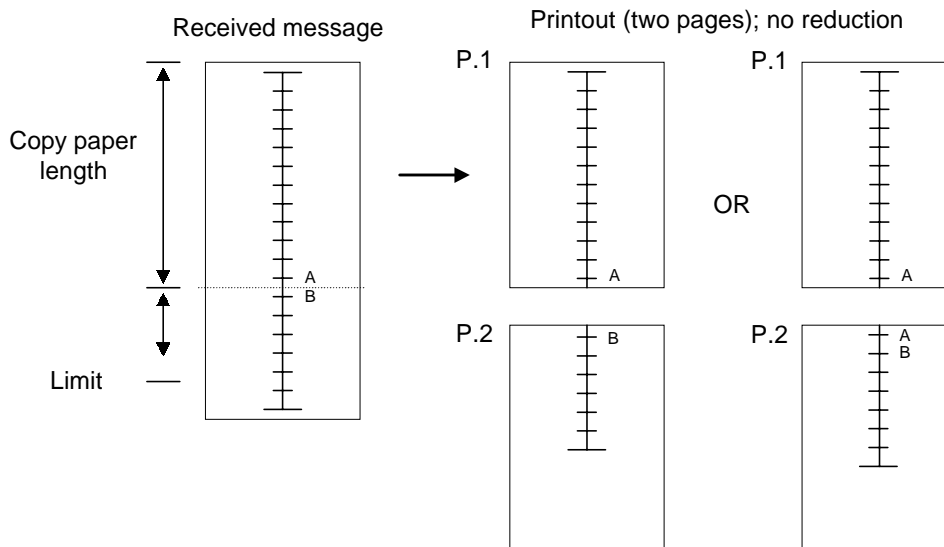 Received message
Printout (two pages); no reduction
P.1
P.1
Copy paper
length
OR
A
B
A
A
P.2
B
P.2
A
B
Limit